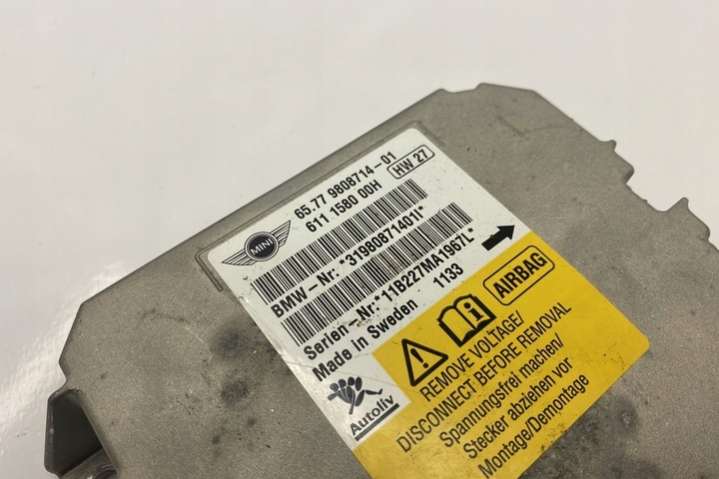 MINI
65.77 9808714-01
611 1580 00H
HW 27
BMW-Nr: *31980871401I*
Serien-Nr: *11B227MA1967L*
Made in Sweden 1133
Autoliv
AIRBAG
REMOVE VOLTAGE/
DISCONNECT BEFORE REMOVAL
Spannungsfrei machen/
Stecker abziehen vor
Montage/Demontage